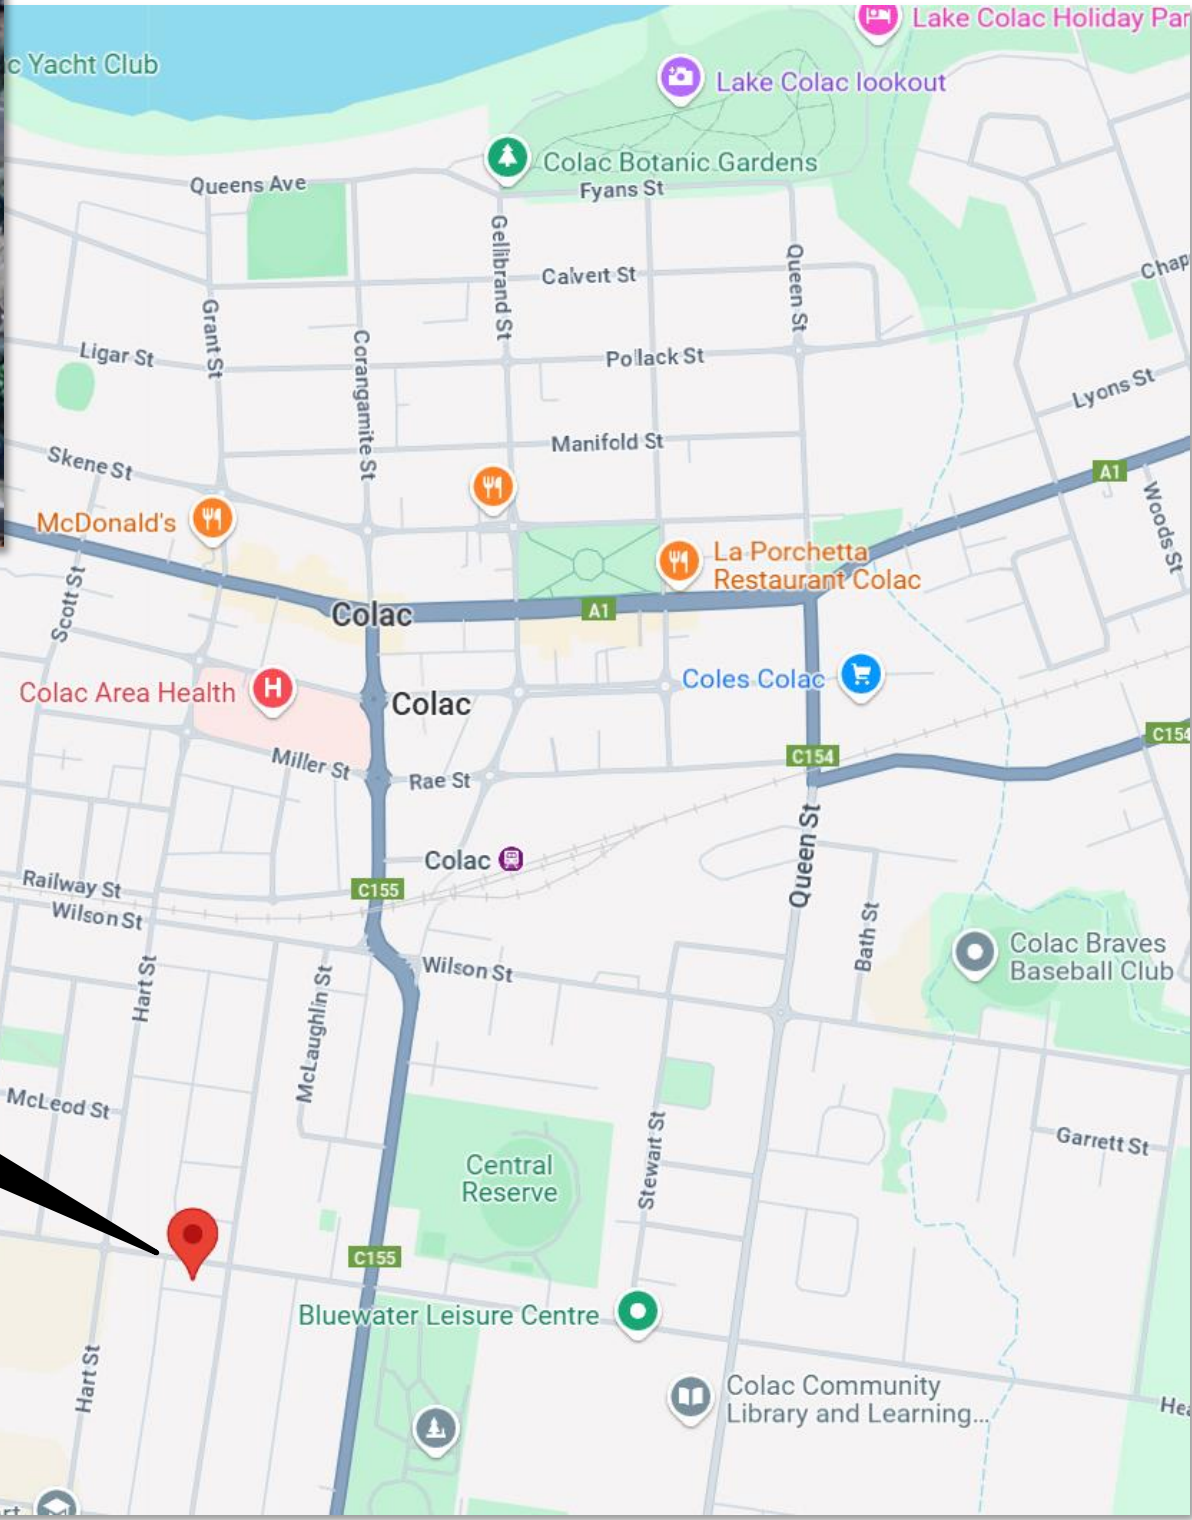 Lake Colac Holiday Par
c Yacht Club
Lake Colac lookout
Colac Botanic Gardens
Queens Ave
Fyans St
Gellibrand St
Queen St
Calvert St
Chap
Grant St
Corangamite St
Ligar St
Pollack St
Lyons St
Manifold St
Skene St
A1
Woods St
McDonald's
La Porchetta
Restaurant Colac
Scott St
Colac
A1
Colac Area Health
Coles Colac
Colac
C154
C154
Miller St
Rae St
Queen St
Colac
Railway St
C155
Wilson St
Bath St
Colac Braves
Baseball Club
Hart St
McLaughlin St
Wilson St
McLeod St
Stewart St
Garrett St
Central
Reserve
C155
Bluewater Leisure Centre
Hart St
Colac Community
Library and Learning...
Hea
rt